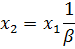 x₂ = x₁ 1/β